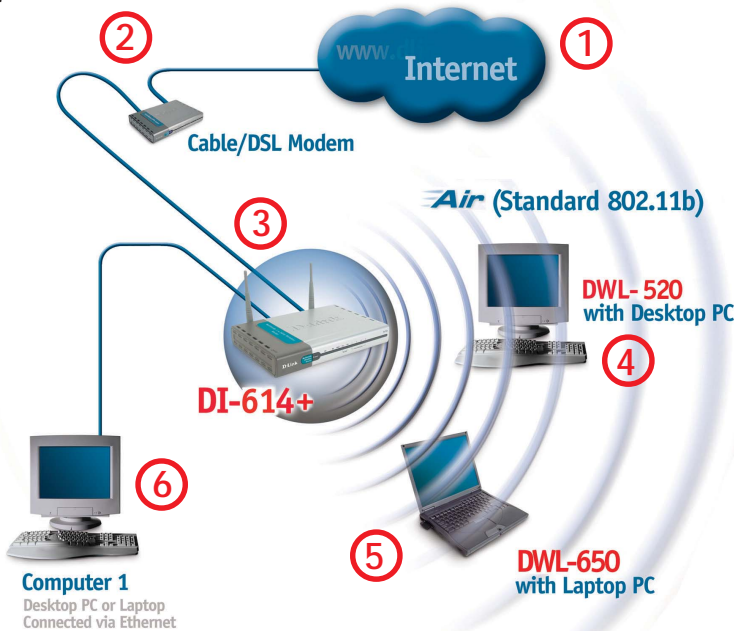 2
1
www.
Internet
Cable/DSL Modem
3
Air (Standard 802.11b)
DWL-520
with Desktop PC
4
D-Link
DI-614+
6
5
DWL-650
with Laptop PC
Computer 1
Desktop PC or Laptop
Connected via Ethernet